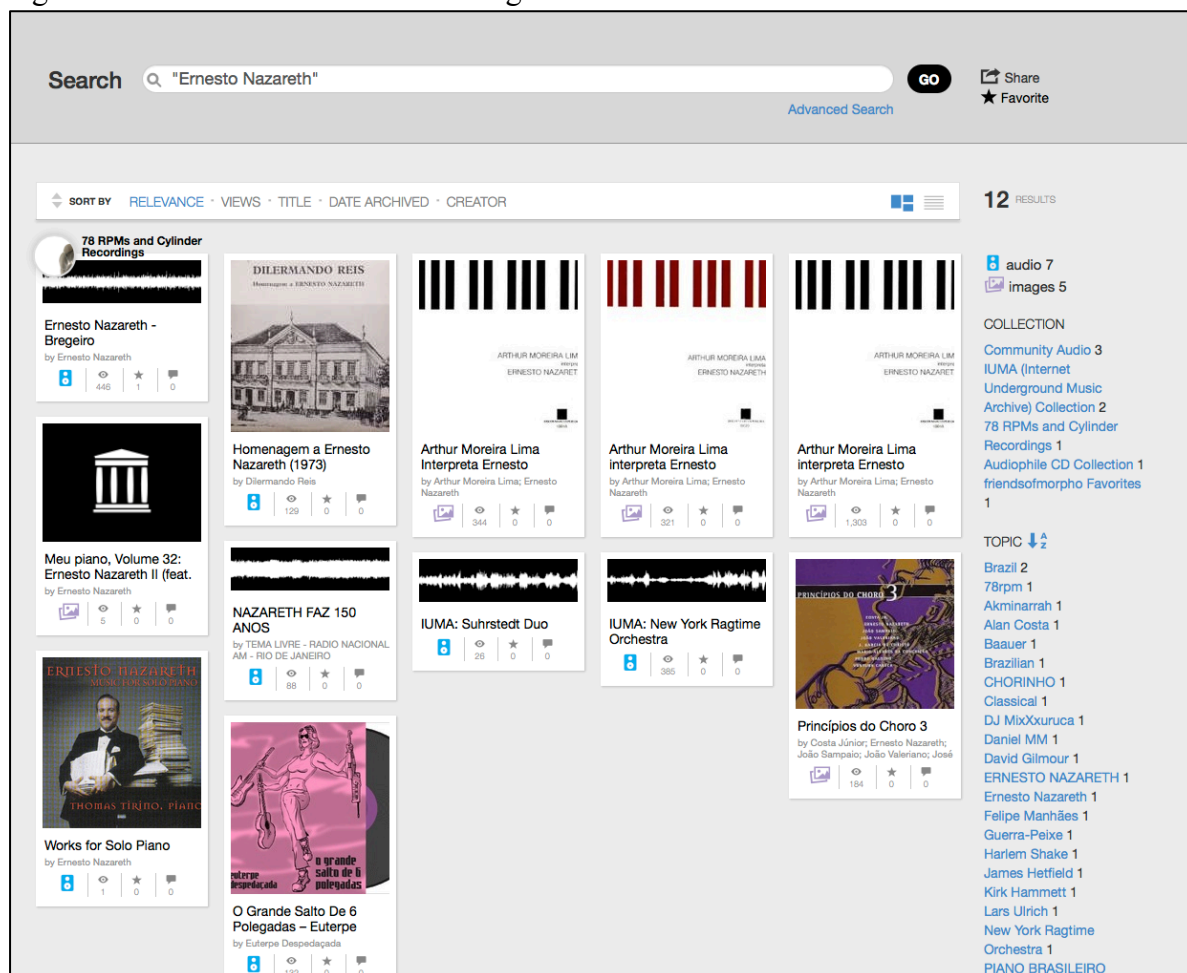 Search
"Ernesto Nazareth"
GO
Share
Favorite
Advanced Search
SORT BY RELEVANCE · VIEWS · TITLE · DATE ARCHIVED · CREATOR
12 RESULTS
78 RPMs and Cylinder
Recordings
Ernesto Nazareth -
Bregeiro
by Ernesto Nazareth
446 1 0
Meu piano, Volume 32:
Ernesto Nazareth II (feat.
by Ernesto Nazareth
5 0 0
ERNESTO NAZARETH
MUSIC FOR SOLO PIANO
THOMAS TIRINO, PIANO
Works for Solo Piano
by Ernesto Nazareth
1 0 0
DILERMANDO REIS
Homenagem a ERNESTO NAZARETH
Homenagem a Ernesto
Nazareth (1973)
by Dilermando Reis
129 0 0
NAZARETH FAZ 150
ANOS
by TEMA LIVRE - RADIO NACIONAL
AM - RIO DE JANEIRO
88 0 0
euterpe
despedaçada
o grande
salto de 6
polegadas
O Grande Salto De 6
Polegadas – Euterpe
by Euterpe Despedaçada
132 0 0
ARTHUR MOREIRA LIM
interpre
ERNESTO NAZARET
Arthur Moreira Lima
Interpreta Ernesto
by Arthur Moreira Lima; Ernesto
Nazareth
344 0 0
IUMA: Suhrstedt Duo
26 0 0
ARTHUR MOREIRA LIMA
interpreta
ERNESTO NAZARETH
Arthur Moreira Lima
interpreta Ernesto
by Arthur Moreira Lima; Ernesto
Nazareth
321 0 0
IUMA: New York Ragtime
Orchestra
385 0 0
ARTHUR MOREIRA LIM
interpre
ERNESTO NAZARET
Arthur Moreira Lima
interpreta Ernesto
by Arthur Moreira Lima; Ernesto
Nazareth
1,303 0 0
PRINCÍPIOS DO CHORO 3
Princípios do Choro 3
by Costa Júnior; Ernesto Nazareth;
João Sampaio; João Valeriano; José
184 0 0
audio 7
images 5
COLLECTION
Community Audio 3
IUMA (Internet
Underground Music
Archive) Collection 2
78 RPMs and Cylinder
Recordings 1
Audiophile CD Collection 1
friendsofmorpho Favorites
1
TOPIC
A
Z
Brazil 2
78rpm 1
Akminarrah 1
Alan Costa 1
Baauer 1
Brazilian 1
CHORINHO 1
Classical 1
DJ MixXxuruca 1
Daniel MM 1
David Gilmour 1
ERNESTO NAZARETH 1
Ernesto Nazareth 1
Felipe Manhães 1
Guerra-Peixe 1
Harlem Shake 1
James Hetfield 1
Kirk Hammett 1
Lars Ulrich 1
New York Ragtime
Orchestra 1
PIANO BRASILEIRO